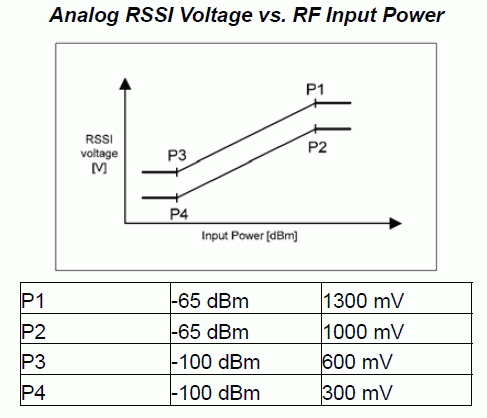 Analog RSSI Voltage vs. RF Input Power
P1
RSSI
voltage
[V]
P3
P2
P4
Input Power [dBm]
P1 -65 dBm 1300 mV
P2 -65 dBm 1000 mV
P3 -100 dBm 600 mV
P4 -100 dBm 300 mV